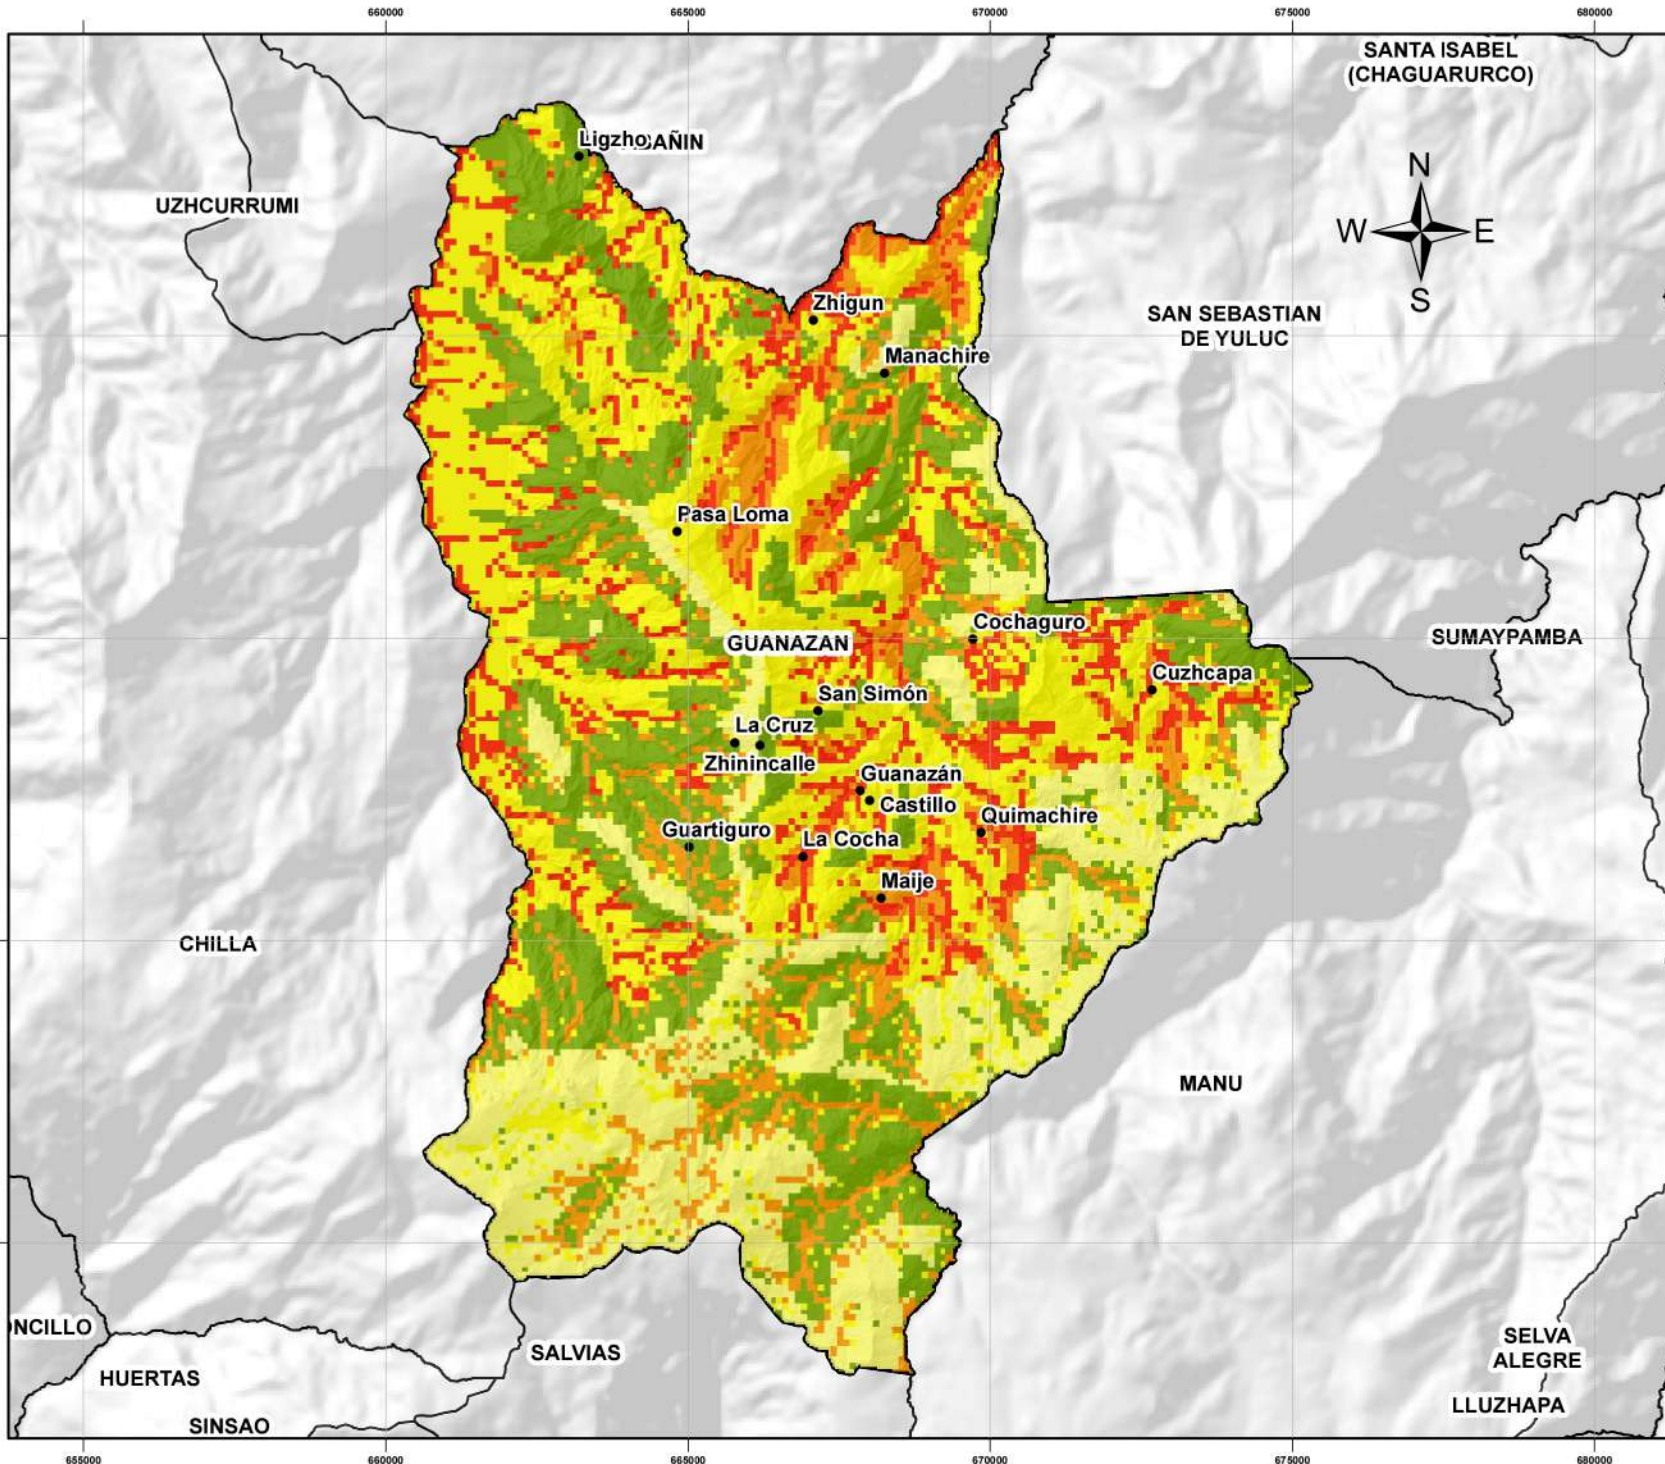 660000 665000 670000 675000 680000
SANTA ISABEL
(CHAGUARURCO)
Ligzho AÑIN
N
W E
S
UZHCURRUMI
Zhigun
SAN SEBASTIAN
DE YULUC
Manachire
Pasa Loma
Cochaguro
GUANAZAN
SUMAYPAMBA
Cuzhcapa
San Simón
La Cruz
Zhinincalle
Guanazán
Castillo
Quimachire
Guartiguro
La Cocha
Maije
CHILLA
MANU
NCILLO
SELVA
ALEGRE
SALVIAS
HUERTAS
LLUZHAPA
SINSAO
655000 660000 665000 670000 675000 680000